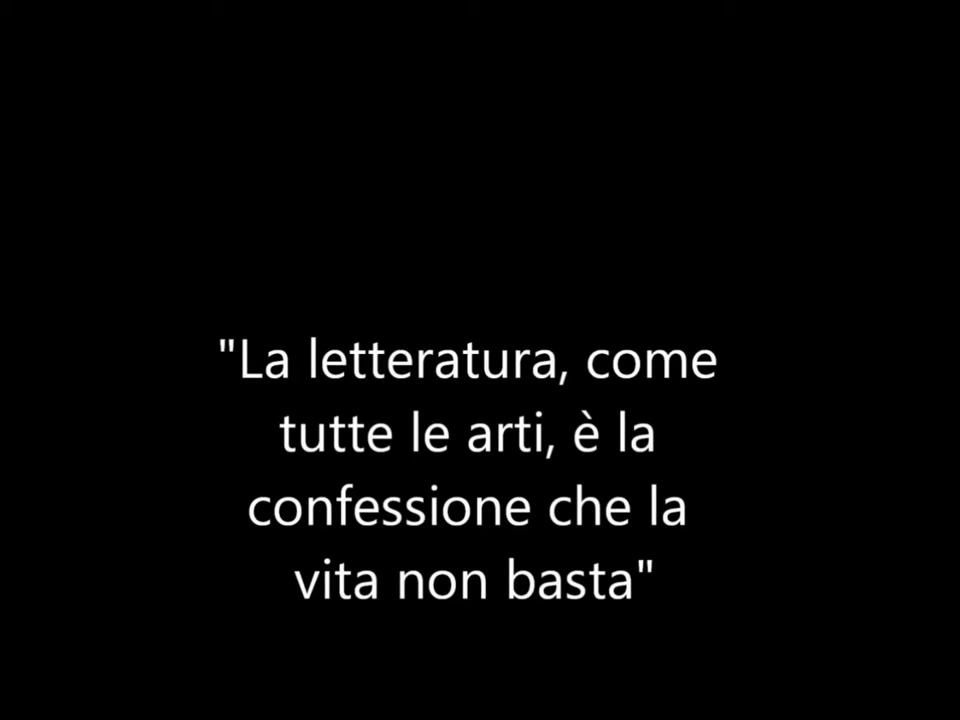 "La letteratura, come
tutte le arti, è la
confessione che la
vita non basta"